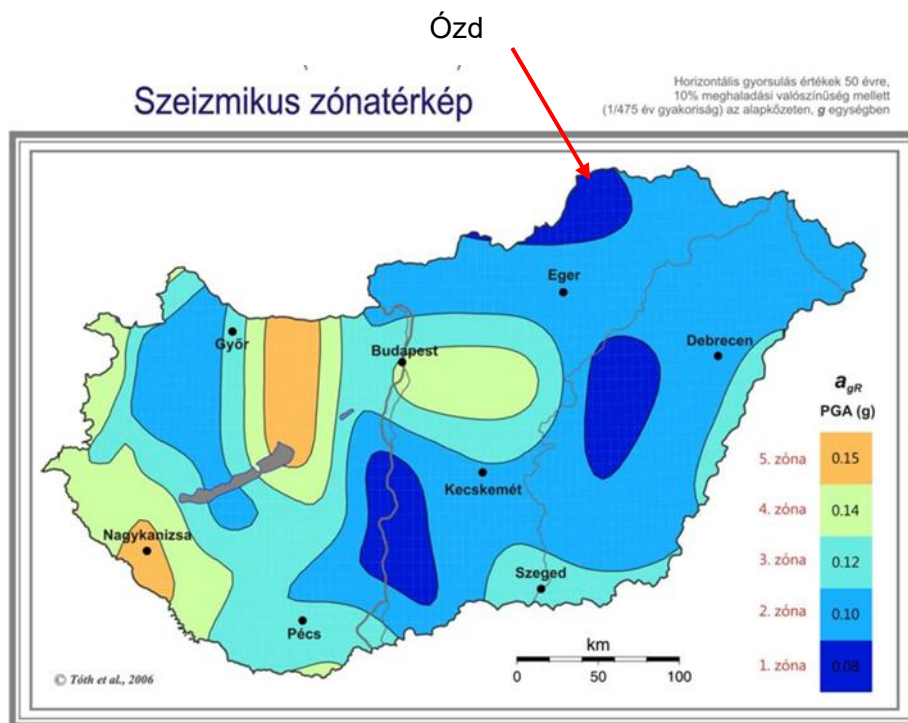 Ózd
Szeizmikus zónatérkép
Horizontális gyorsulás értékek 50 évre,
10% meghaladási valószínűség mellett
(1/475 év gyakoriság) az alapkőzeten, g egységben
Eger
Győr
Budapest
Debrecen
Kecskemét
Nagykanizsa
Szeged
Pécs
agR
PGA (g)
5. zóna 0.15
4. zóna 0.14
3. zóna 0.12
2. zóna 0.10
1. zóna 0.08
km
0 50 100
© Tóth et al., 2006